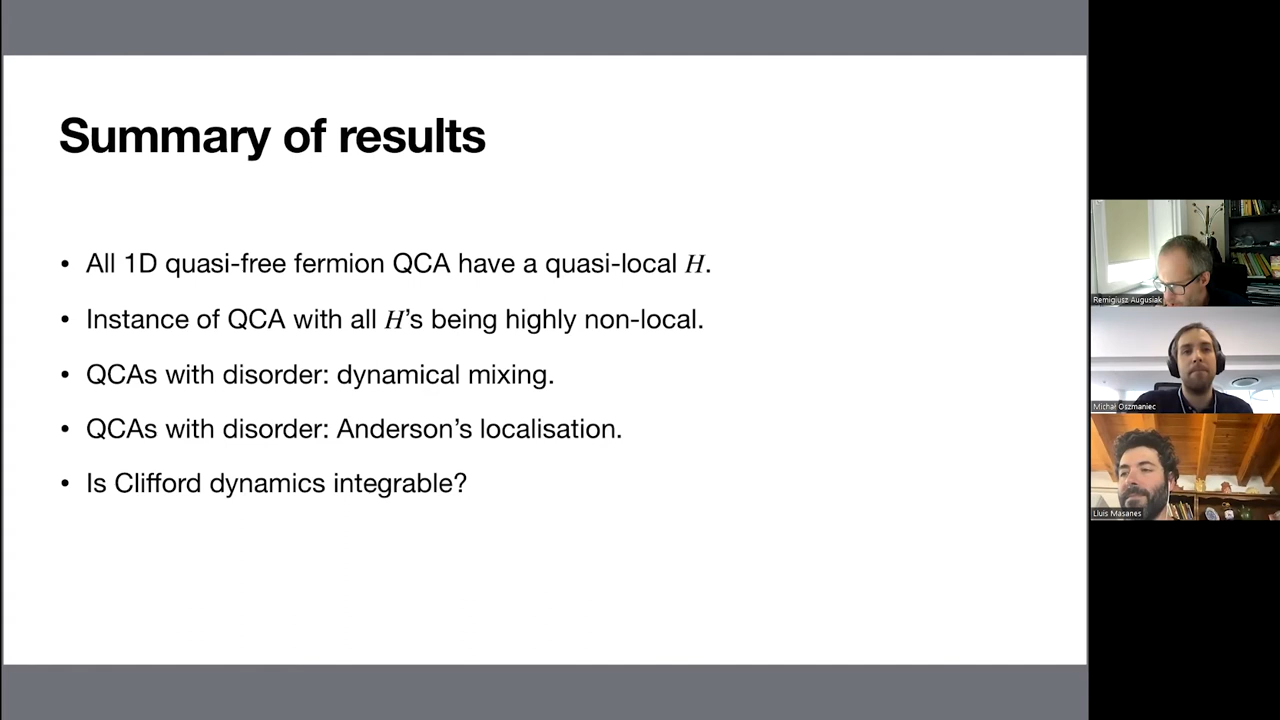 Summary of results
• All 1D quasi-free fermion QCA have a quasi-local H.
• Instance of QCA with all H’s being highly non-local.
• QCAs with disorder: dynamical mixing.
• QCAs with disorder: Anderson’s localisation.
• Is Clifford dynamics integrable?
Remigiusz Augusiak
Michał Oszmaniec
Lluis Masanes